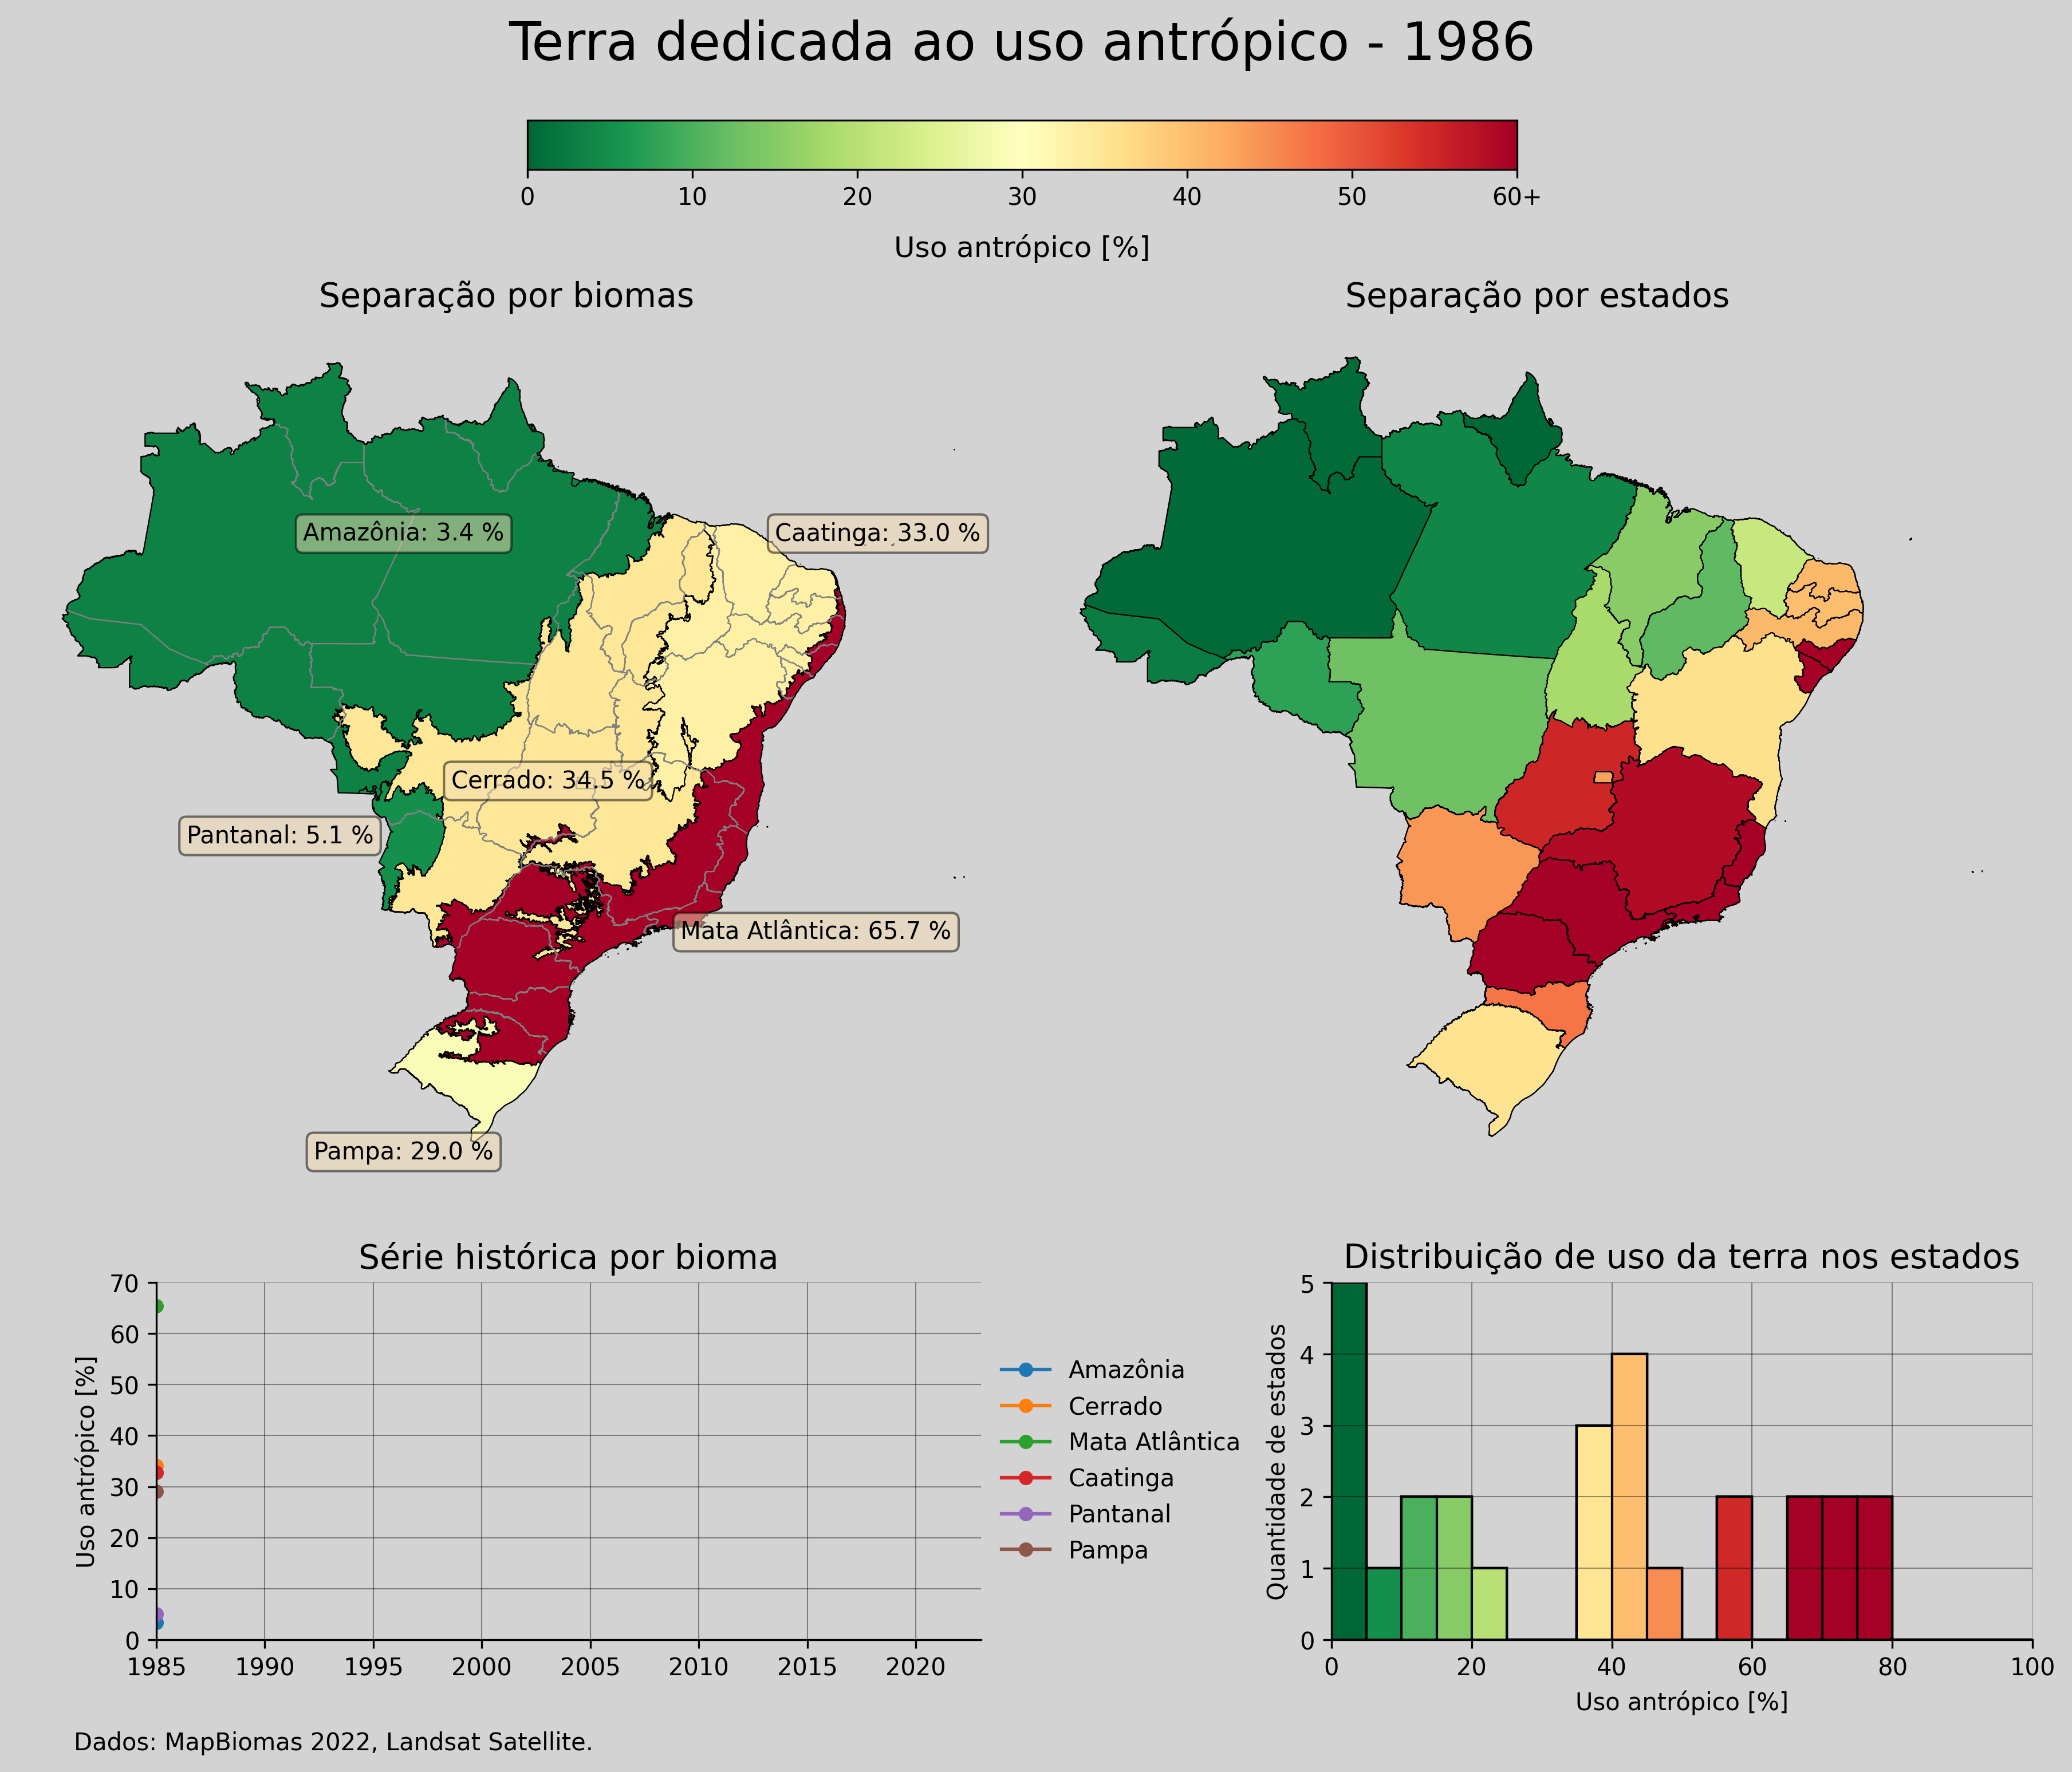 Terra dedicada ao uso antrópico - 1986
0 10 20 30 40 50 60+
Uso antrópico [%]
Separação por biomas
Separação por estados
Amazônia: 3.4 %
Caatinga: 33.0 %
Cerrado: 34.5 %
Pantanal: 5.1 %
Mata Atlântica: 65.7 %
Pampa: 29.0 %
Série histórica por bioma
70
60
50
40
30
20
10
0
Uso antrópico [%]
1985 1990 1995 2000 2005 2010 2015 2020
Amazônia
Cerrado
Mata Atlântica
Caatinga
Pantanal
Pampa
Distribuição de uso da terra nos estados
5
4
3
2
1
0
Quantidade de estados
0 20 40 60 80 100
Uso antrópico [%]
Dados: MapBiomas 2022, Landsat Satellite.